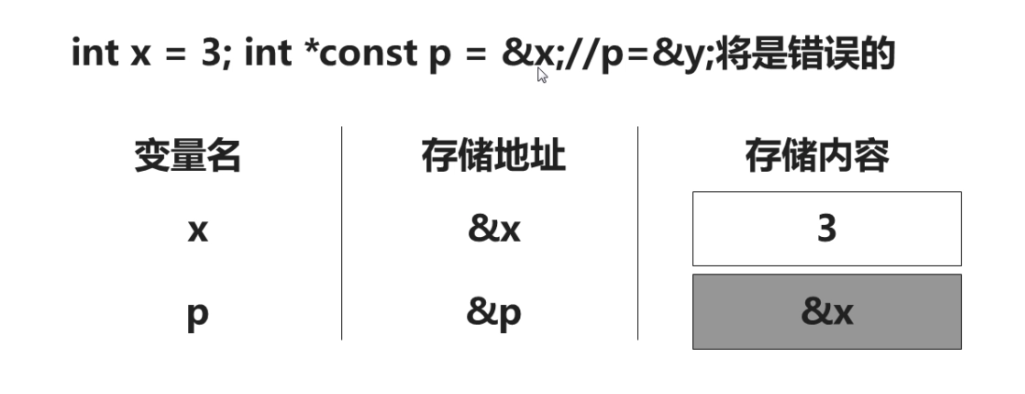 int x = 3; int *const p = &x;//p=&y;将是错误的
变量名 存储地址 存储内容
x &x 3
p &p &x